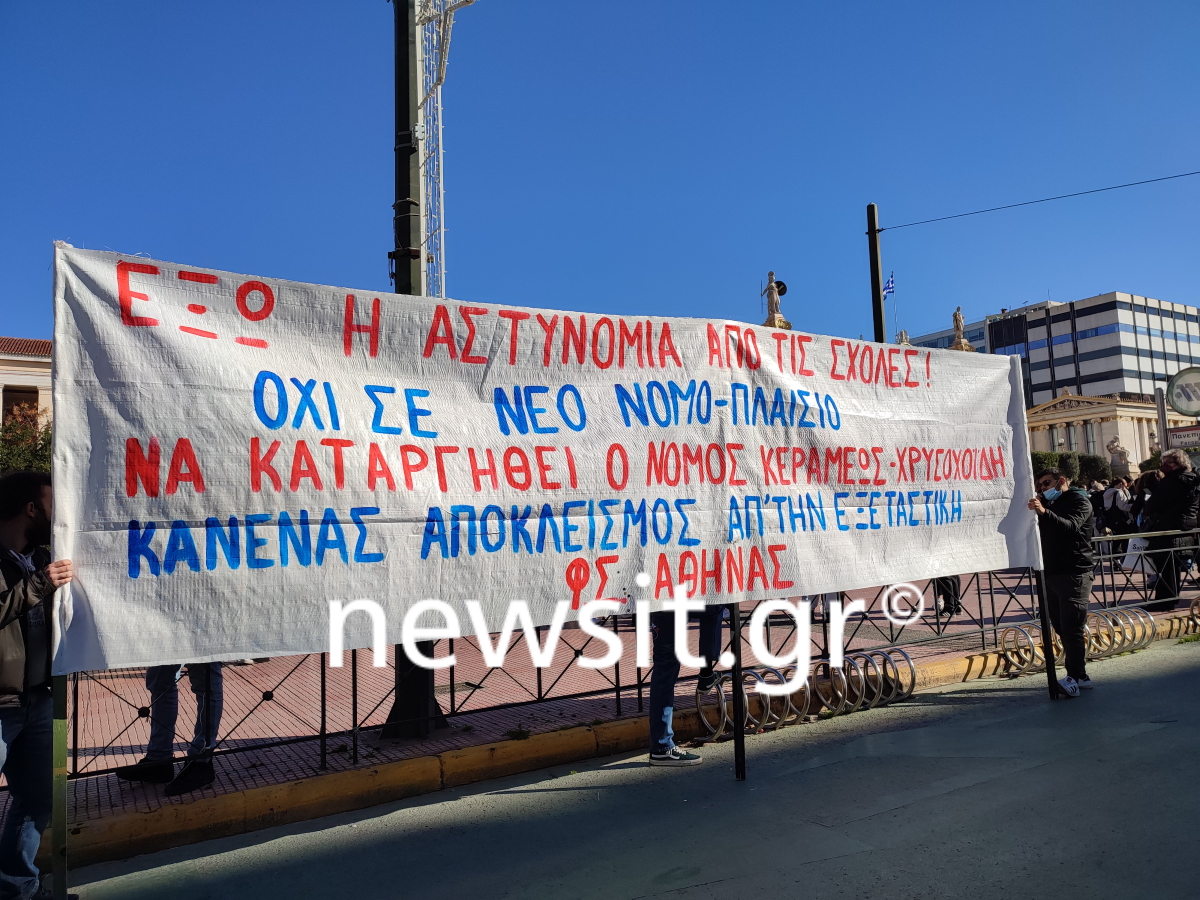 ΕΞΩ Η ΑΣΤΥΝΟΜΙΑ ΑΠΟ ΤΙΣ ΣΧΟΛΕΣ!
ΟΧΙ ΣΕ ΝΕΟ ΝΟΜΟ-ΠΛΑΙΣΙΟ
ΝΑ ΚΑΤΑΡΓΗΘΕΙ Ο ΝΟΜΟΣ ΚΕΡΑΜΕΩΣ-ΧΡΥΣΟΧΟΪΔΗ
ΚΑΝΕΝΑΣ ΑΠΟΚΛΕΙΣΜΟΣ ΑΠ'ΤΗΝ ΕΞΕΤΑΣΤΙΚΗ
ΦΣ ΑΘΗΝΑΣ
newsit.gr©